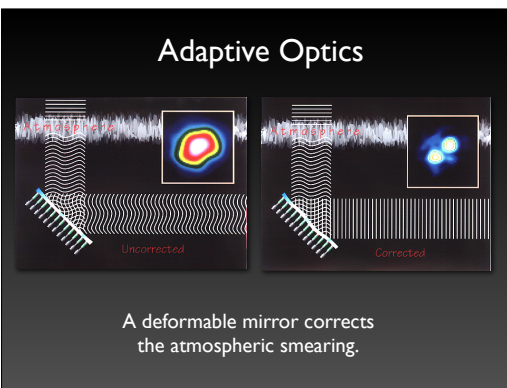 Adaptive Optics
Atmosphere
Uncorrected
Atmosphere
Corrected
A deformable mirror corrects
the atmospheric smearing.